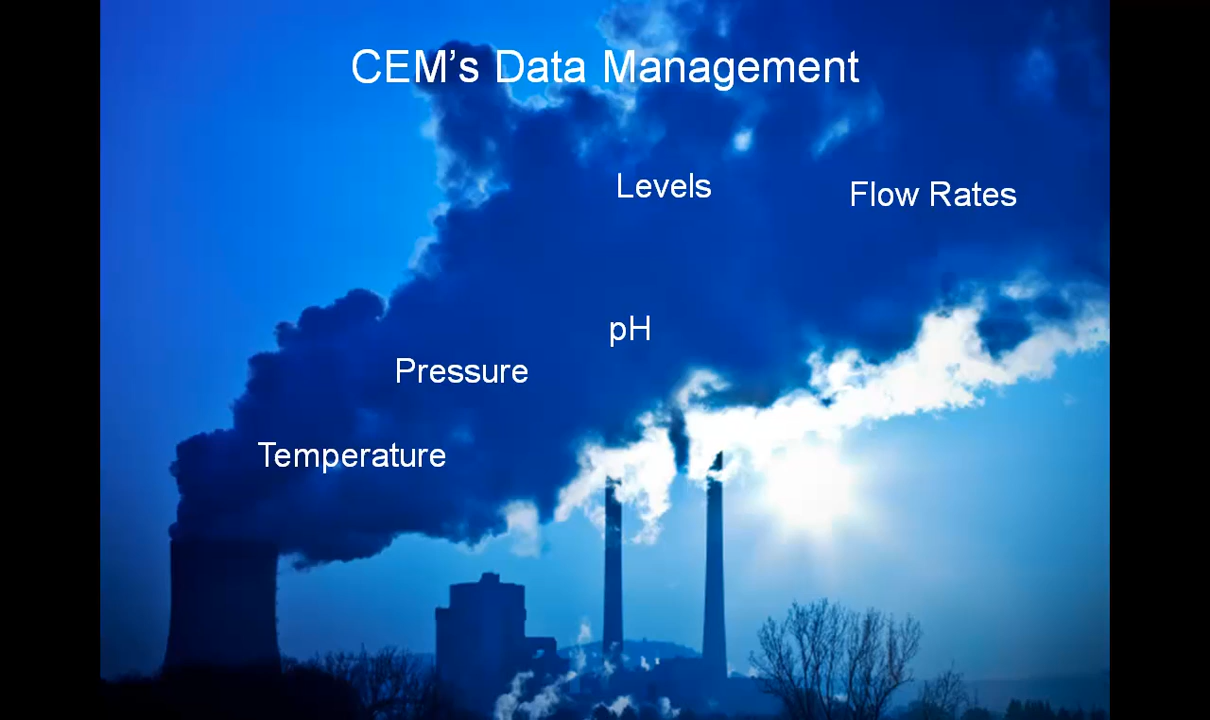 CEM's Data Management
Levels
Flow Rates
pH
Pressure
Temperature